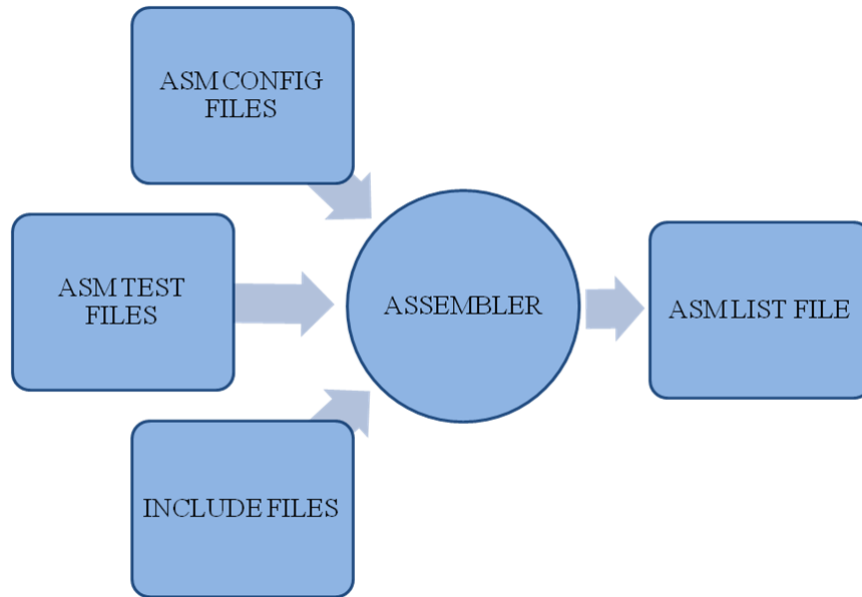 ASM CONFIG
FILES
ASM TEST
FILES
ASSEMBLER
ASM LIST FILE
INCLUDE FILES